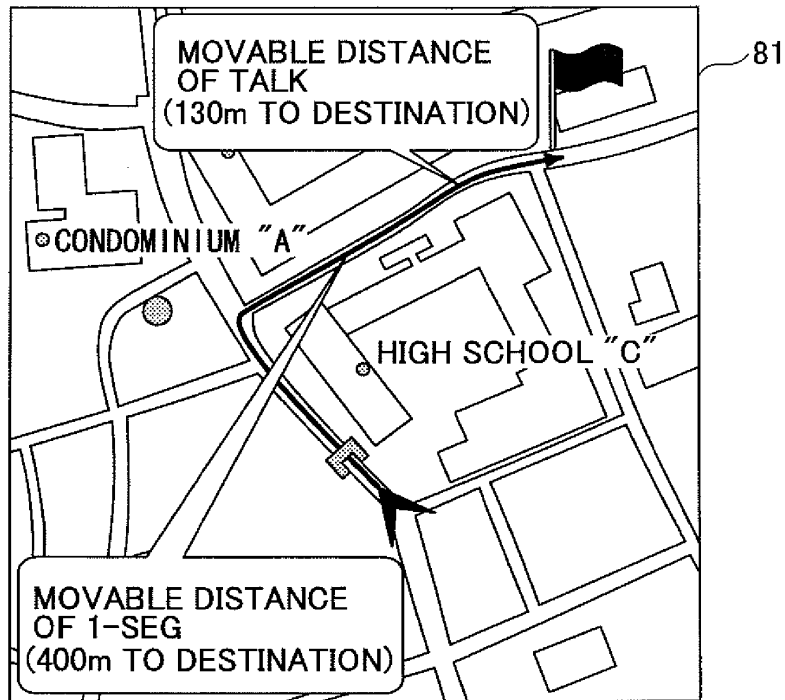 MOVABLE DISTANCE
OF TALK
(130m TO DESTINATION)
81
CONDOMINIUM "A"
HIGH SCHOOL "C"
MOVABLE DISTANCE
OF 1-SEG
(400m TO DESTINATION)